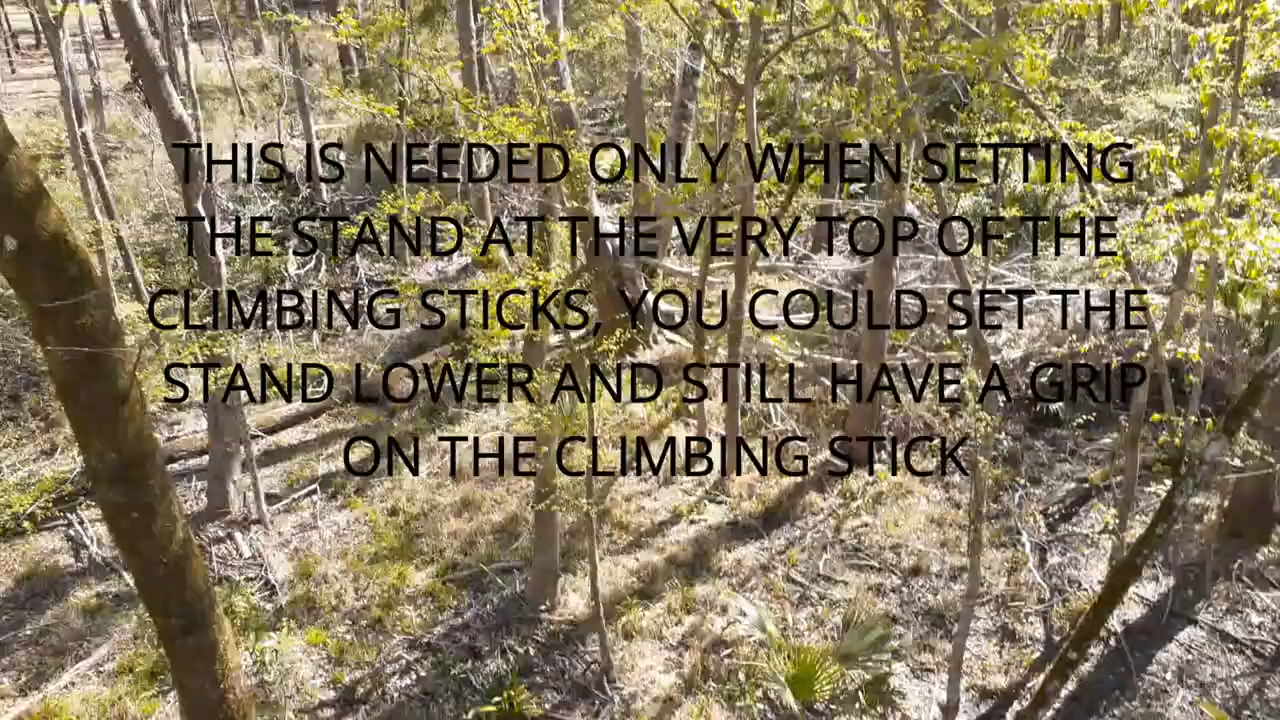 THIS IS NEEDED ONLY WHEN SETTING
THE STAND AT THE VERY TOP OF THE
CLIMBING STICKS, YOU COULD SET THE
STAND LOWER AND STILL HAVE A GRIP
ON THE CLIMBING STICK